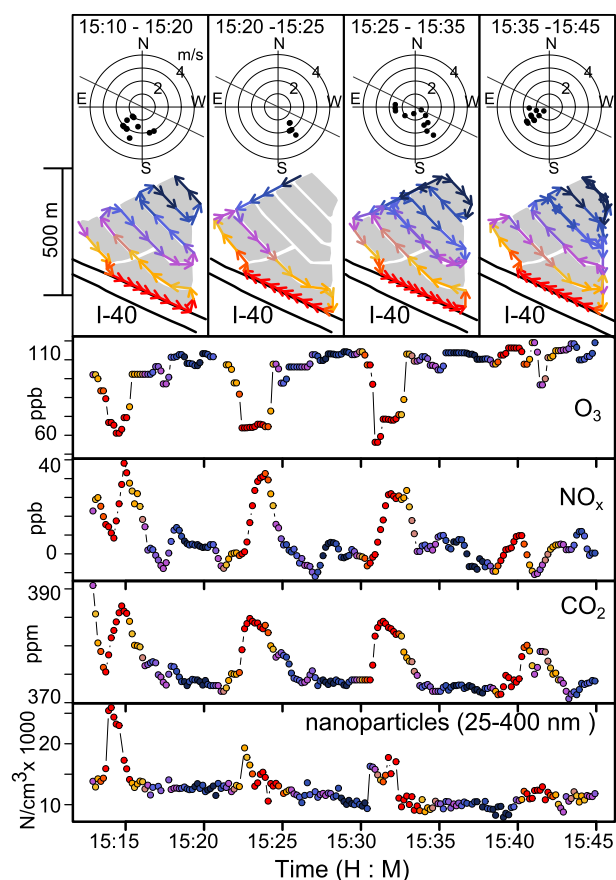 15:10 - 15:20 15:20 -15:25 15:25 - 15:35 15:35 -15:45
N m/s N N N
4 4 4 4
2 2 2 2
E W E W E W E W
S S S S
500 m
I-40 I-40 I-40 I-40
110
ppb
60
O3
40
ppb
0
NOx
390
ppm
370
CO2
nanoparticles (25-400 nm )
N/cm³x 1000
20
10
15:15 15:20 15:25 15:30 15:35 15:40 15:45
Time (H : M)